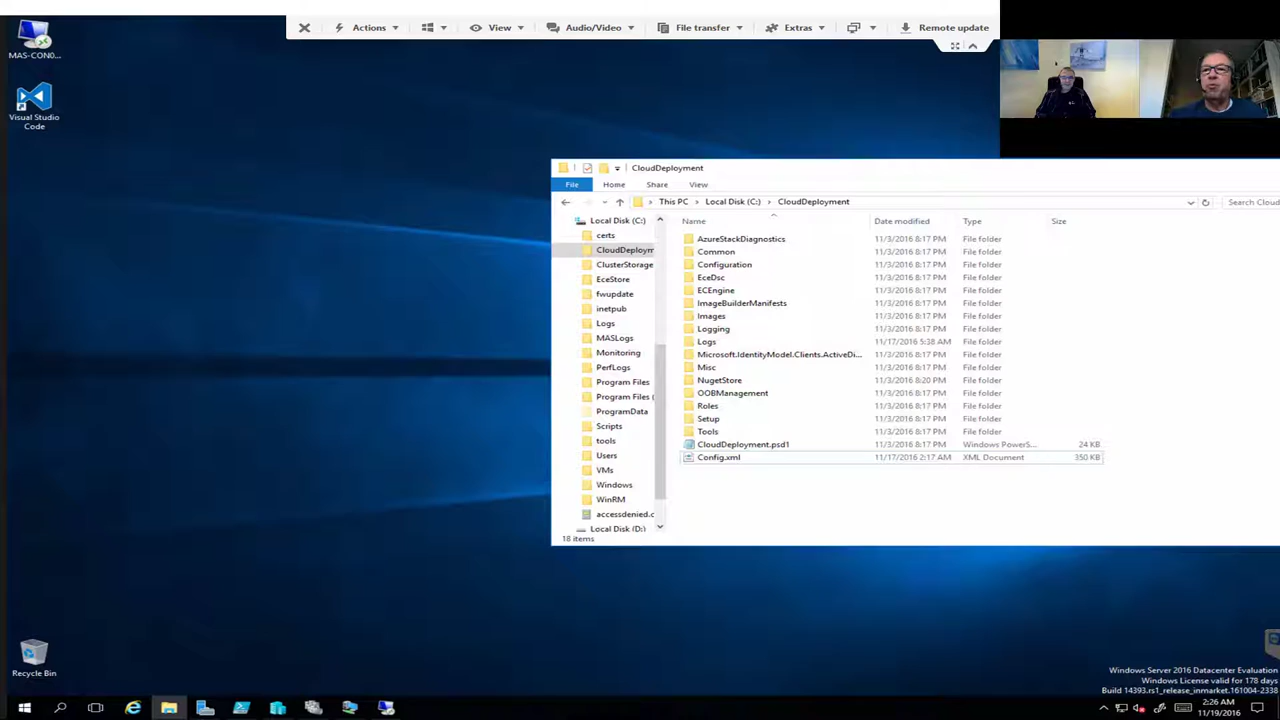 Actions
View
Audio/Video
File transfer
Extras
Remote update
MAS-CON0...
Visual Studio
Code
CloudDeployment
File
Home
Share
View
This PC
Local Disk (C:)
CloudDeployment
Search Cloud
Local Disk (C:)
certs
CloudDeploym
ClusterStorage
EceStore
fwupdate
inetpub
Logs
MASLogs
Monitoring
PerfLogs
Program Files
Program Files (
ProgramData
Scripts
tools
Users
VMs
Windows
WinRM
accessdenied.c
Local Disk (D:)
Name Date modified Type Size
AzureStackDiagnostics 11/3/2016 8:17 PM File folder
Common 11/3/2016 8:17 PM File folder
Configuration 11/3/2016 8:17 PM File folder
EceDsc 11/3/2016 8:17 PM File folder
ECEngine 11/3/2016 8:17 PM File folder
ImageBuilderManifests 11/3/2016 8:17 PM File folder
Images 11/3/2016 8:17 PM File folder
Logging 11/3/2016 8:17 PM File folder
Logs 11/17/2016 5:38 AM File folder
Microsoft.IdentityModel.Clients.ActiveDi... 11/3/2016 8:17 PM File folder
Misc 11/3/2016 8:17 PM File folder
NugetStore 11/3/2016 8:20 PM File folder
OOBManagement 11/3/2016 8:17 PM File folder
Roles 11/3/2016 8:17 PM File folder
Setup 11/3/2016 8:17 PM File folder
Tools 11/3/2016 8:17 PM File folder
CloudDeployment.psd1 11/3/2016 8:17 PM Windows PowerS... 24 KB
Config.xml 11/17/2016 2:17 AM XML Document 350 KB
18 items
Recycle Bin
Windows Server 2016 Datacenter Evaluation
Windows License valid for 178 days
Build 14393.rs1_release_inmarket.161004-2338
2:26 AM
11/19/2016